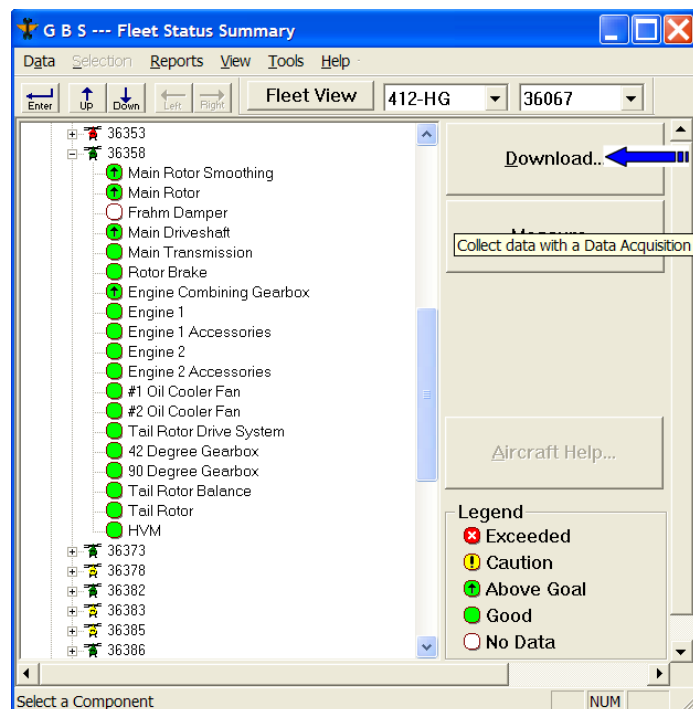 G B S --- Fleet Status Summary
Data Selection Reports View Tools Help
Enter Up Down Left Right Fleet View 412-HG 36067
36353
36358
Main Rotor Smoothing
Main Rotor
Frahm Damper
Main Driveshaft
Main Transmission
Rotor Brake
Engine Combining Gearbox
Engine 1
Engine 1 Accessories
Engine 2
Engine 2 Accessories
#1 Oil Cooler Fan
#2 Oil Cooler Fan
Tail Rotor Drive System
42 Degree Gearbox
90 Degree Gearbox
Tail Rotor Balance
Tail Rotor
HVM
36373
36378
36382
36383
36385
36386
Download...
Collect data with a Data Acquisition
Aircraft Help...
Legend
Exceeded
Caution
Above Goal
Good
No Data
Select a Component
NUM